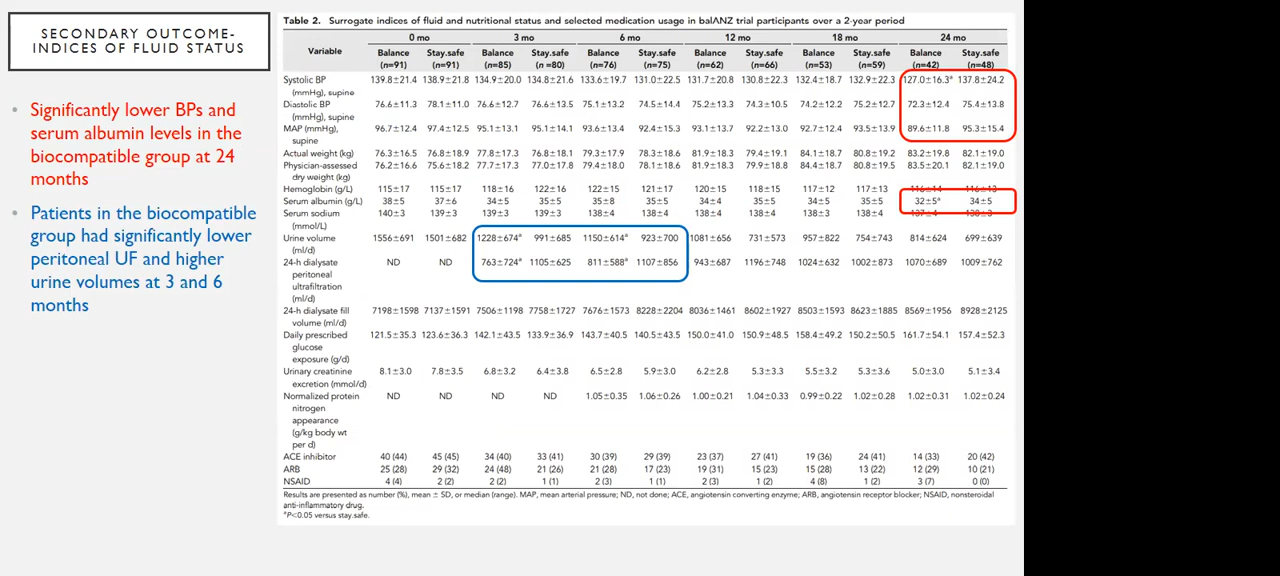 SECONDARY OUTCOME-
INDICES OF FLUID STATUS
• Significantly lower BPs and
serum albumin levels in the
biocompatible group at 24
months
• Patients in the biocompatible
group had significantly lower
peritoneal UF and higher
urine volumes at 3 and 6
months
Table 2. Surrogate indices of fluid and nutritional status and selected medication usage in balANZ trial participants over a 2-year period
0 mo 3 mo 6 mo 12 mo 18 mo 24 mo
Variable Balance Stay.safe Balance Stay.safe Balance Stay.safe Balance Stay.safe Balance Stay.safe Balance Stay.safe
(n=91) (n=91) (n=85) (n=80) (n=76) (n=75) (n=62) (n=66) (n=53) (n=59) (n=42) (n=48)
Systolic BP 139.8±21.4 138.9±21.8 134.9±20.0 134.8±21.6 133.6±19.7 131.0±22.5 131.7±20.8 130.8±22.3 132.4±18.7 132.9±22.3 127.0±16.3ᵃ 137.8±24.2
(mmHg), supine
Diastolic BP 76.6±11.3 78.1±11.0 76.6±12.7 76.6±13.5 75.1±13.2 74.5±14.4 75.2±13.3 74.3±10.5 74.2±12.2 75.2±12.7 72.3±12.4 75.4±13.8
(mmHg), supine
MAP (mmHg), 96.7±12.4 97.4±12.5 95.1±13.1 95.1±14.1 93.6±13.4 92.4±15.3 93.1±13.7 92.2±13.0 92.7±12.4 93.5±13.9 89.6±11.8 95.3±15.4
supine
Actual weight (kg) 76.3±16.5 76.8±18.9 77.8±17.3 76.8±18.1 79.3±17.9 78.3±18.6 81.9±18.3 79.4±19.1 84.1±18.7 80.8±19.2 83.2±19.8 82.1±19.0
Physician-assessed 76.2±16.6 75.6±18.2 77.7±17.3 77.0±17.8 79.4±18.0 78.1±18.6 81.9±18.3 79.9±18.8 84.4±18.7 80.8±19.5 83.5±20.1 82.1±19.0
dry weight (kg)
Hemoglobin (g/L) 115±17 115±17 118±16 122±16 122±15 121±17 120±15 118±15 117±12 117±13 116±14 116±13
Serum albumin (g/L) 38±5 37±6 34±5 35±5 35±8 35±5 34±4 35±5 34±5 35±5 32±5ᵃ 34±5
Serum sodium 140±3 139±3 139±3 139±3 138±4 138±4 139±4 138±4 138±3 138±4 137±4 138±3
(mmol/L)
Urine volume 1556±691 1501±682 1228±674ᵃ 991±685 1150±614ᵃ 923±700 1081±656 731±573 957±822 754±743 814±624 699±639
(ml/d)
24-h dialysate ND ND 763±724ᵃ 1105±625 811±588ᵃ 1107±856 943±687 1196±748 1024±632 1002±873 1070±689 1009±762
peritoneal
ultrafiltration
(ml/d)
24-h dialysate fill 7198±1598 7137±1591 7506±1198 7758±1727 7676±1573 8228±2204 8036±1461 8602±1927 8503±1593 8623±1885 8569±1956 8928±2125
volume (ml/d)
Daily prescribed 121.5±35.3 123.6±36.3 142.1±43.5 133.9±36.9 143.7±40.5 140.5±43.5 150.0±41.0 150.9±48.5 158.4±49.2 150.2±50.5 161.7±54.1 157.4±52.3
glucose
exposure (g/d)
Urinary creatinine 8.1±3.0 7.8±3.5 6.8±3.2 6.4±3.8 6.5±2.8 5.9±3.0 6.2±2.8 5.3±3.3 5.5±3.2 5.3±3.6 5.0±3.0 5.1±3.4
excretion (mmol/d)
Normalized protein ND ND ND ND 1.05±0.35 1.06±0.26 1.00±0.21 1.04±0.33 0.99±0.22 1.02±0.28 1.02±0.31 1.02±0.24
nitrogen
appearance
(g/kg body wt
per d)
ACE inhibitor 40 (44) 45 (45) 34 (40) 33 (41) 30 (39) 29 (39) 23 (37) 27 (41) 19 (36) 24 (41) 14 (33) 20 (42)
ARB 25 (28) 29 (32) 24 (48) 21 (26) 21 (28) 17 (23) 19 (31) 15 (23) 15 (28) 13 (22) 12 (29) 10 (21)
NSAID 4 (4) 2 (2) 2 (2) 1 (1) 2 (3) 1 (1) 2 (3) 1 (2) 4 (8) 1 (2) 3 (7) 0 (0)
Results are presented as number (%), mean ± SD, or median (range). MAP, mean arterial pressure; ND, not done; ACE, angiotensin converting enzyme; ARB, angiotensin receptor blocker; NSAID, nonsteroidal
anti-inflammatory drug.
ᵃP<0.05 versus stay.safe.